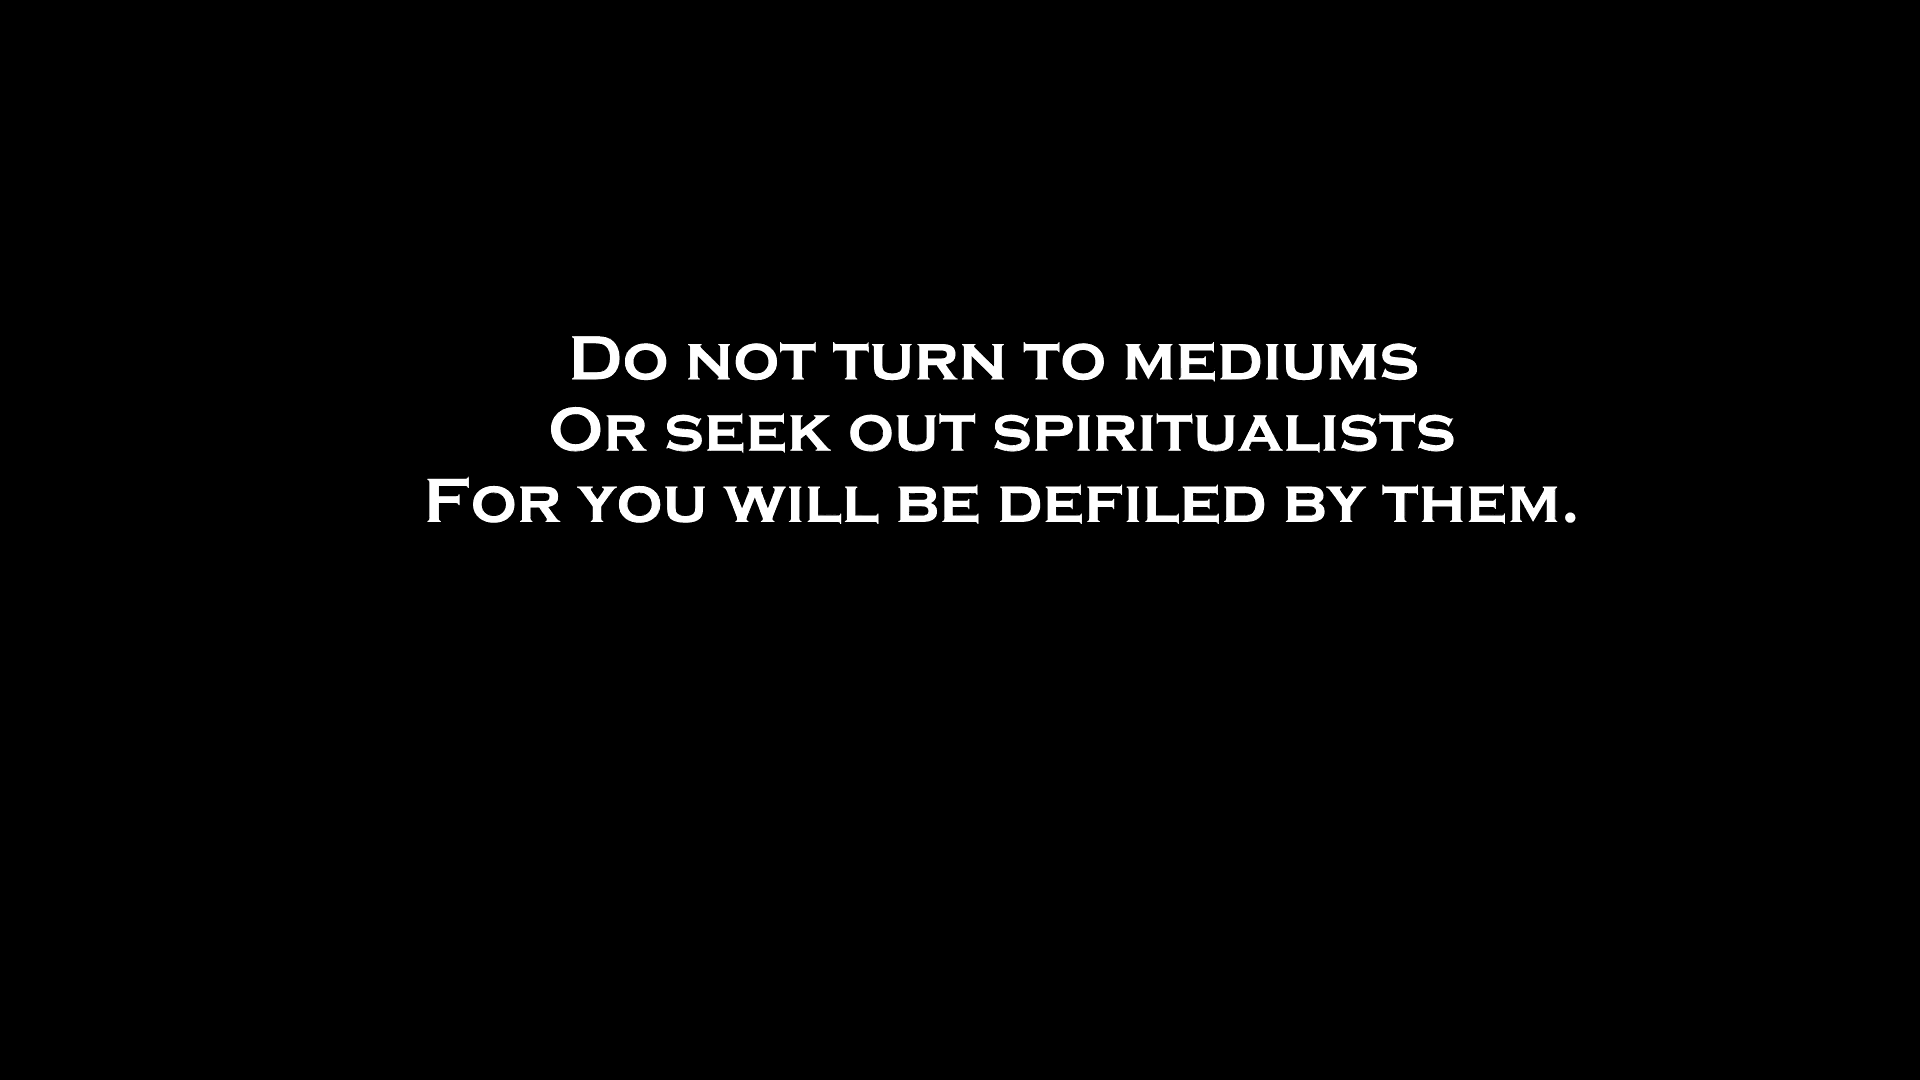 Do not turn to mediums
Or seek out spiritualists
For you will be defiled by them.